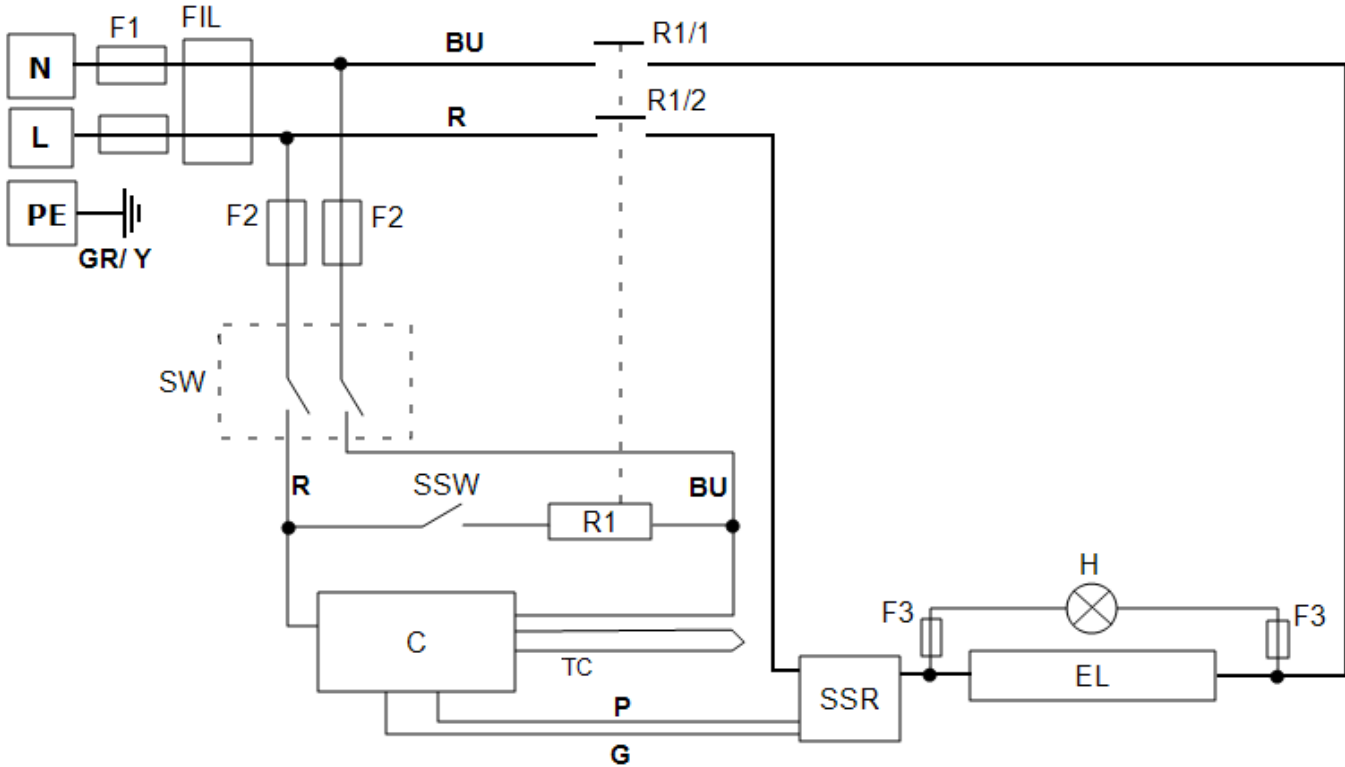 F1 FIL
N BU R1/1
L R R1/2
PE
GR/ Y
F2 F2
SW
R SSW BU
R1
H
F3 F3
C
TC
EL
SSR
P
G